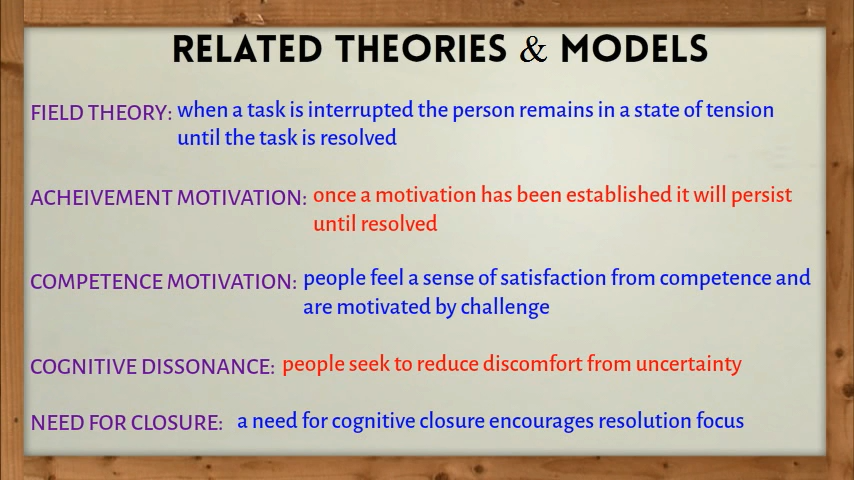 RELATED THEORIES & MODELS
FIELD THEORY: when a task is interrupted the person remains in a state of tension
until the task is resolved
ACHEIVEMENT MOTIVATION: once a motivation has been established it will persist
until resolved
COMPETENCE MOTIVATION: people feel a sense of satisfaction from competence and
are motivated by challenge
COGNITIVE DISSONANCE: people seek to reduce discomfort from uncertainty
NEED FOR CLOSURE: a need for cognitive closure encourages resolution focus